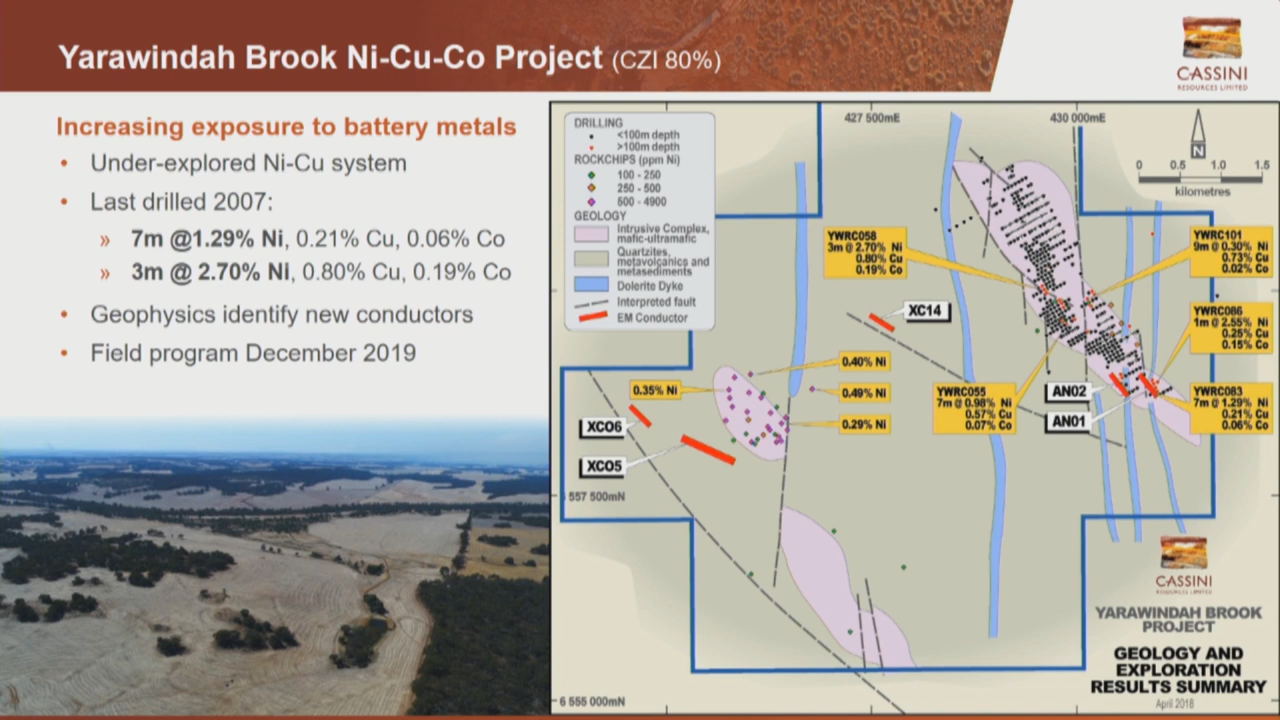 Yarawindah Brook Ni-Cu-Co Project (CZI 80%)
CASSINI
RESOURCES LIMITED
Increasing exposure to battery metals
• Under-explored Ni-Cu system
• Last drilled 2007:
» 7m @1.29% Ni, 0.21% Cu, 0.06% Co
» 3m @ 2.70% Ni, 0.80% Cu, 0.19% Co
• Geophysics identify new conductors
• Field program December 2019
DRILLING
<100m depth
>100m depth
ROCKCHIPS (ppm Ni)
100 - 250
250 - 500
500 - 4900
GEOLOGY
Intrusive Complex,
mafic-ultramafic
Quartzites,
metavolcanics and
metasediments
Dolerite Dyke
Interpreted fault
EM Conductor
427 500mE
430 000mE
N
0 0.5 1.0 1.5
kilometres
YWRC058
3m @ 2.70% Ni
0.80% Cu
0.19% Co
YWRC101
9m @ 0.30% Ni
0.73% Cu
0.02% Co
XC14
YWRC086
1m @ 2.55% Ni
0.25% Cu
0.15% Co
0.40% Ni
0.35% Ni
0.49% Ni
0.29% Ni
YWRC055
7m @ 0.98% Ni
0.57% Cu
0.07% Co
AN02
AN01
YWRC083
7m @ 1.29% Ni
0.21% Cu
0.06% Co
XCO6
XCO5
557 500mN
CASSINI
RESOURCES LIMITED
YARAWINDAH BROOK
PROJECT
GEOLOGY AND
EXPLORATION
RESULTS SUMMARY
April 2018
6 555 000mN